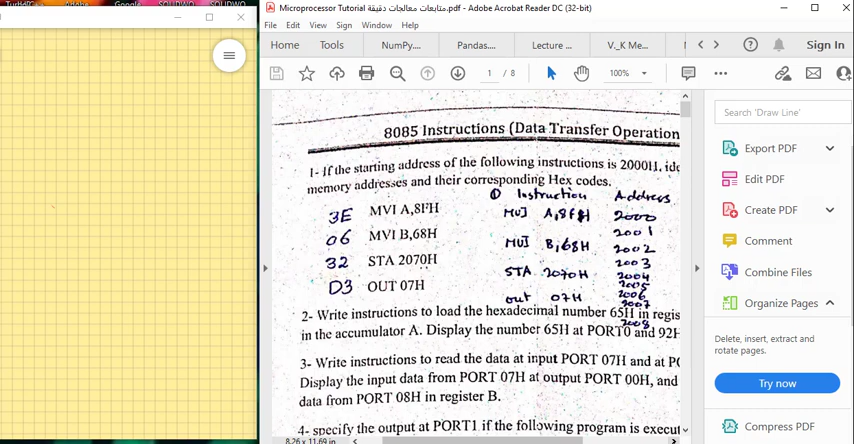 Microprocessor Tutorial متابعات معالجات دقيقة.pdf - Adobe Acrobat Reader DC (32-bit)
File Edit View Sign Window Help
Home Tools NumPy.... Pandas.... Lecture ... V._K Me... Sign In
1 / 8 100%
8085 Instructions (Data Transfer Operation
1- If the starting address of the following instructions is 2000H, ide
memory addresses and their corresponding Hex codes.
① Instruction Address
3E MVI A,8FH MVI A,8FH 2000
2001
06 MVI B,68H MVI B,68H 2002
2003
32 STA 2070H STA 2070H 2004
2005
D3 OUT 07H out 07H 2006
2007
2008
2- Write instructions to load the hexadecimal number 65H in regis
in the accumulator A. Display the number 65H at PORT0 and 92H
3- Write instructions to read the data at input PORT 07H and at PO
Display the input data from PORT 07H at output PORT 00H, and
data from PORT 08H in register B.
4- specify the output at PORT1 if the following program is execut
8.26 x 11.69 in
Search 'Draw Line'
Export PDF
Edit PDF
Create PDF
Comment
Combine Files
Organize Pages
Delete, insert, extract and
rotate pages.
Try now
Compress PDF